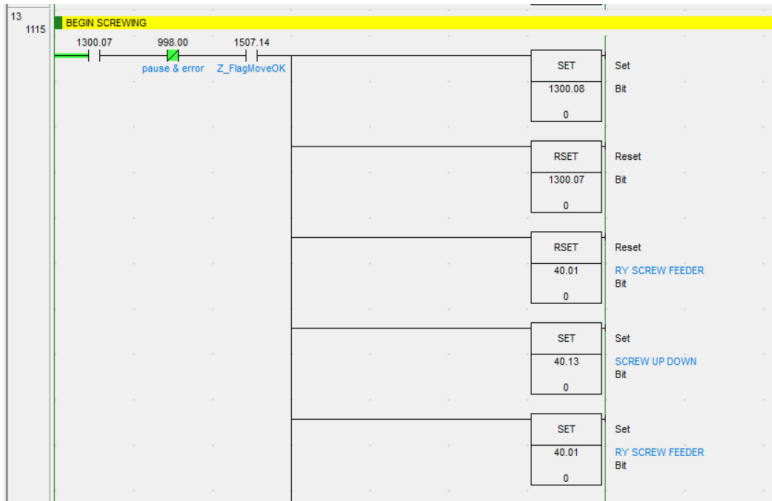 13
1115
BEGIN SCREWING
1300.07 998.00 1507.14
pause & error Z_FlagMoveOK
SET Set
1300.08 Bit
0
RSET Reset
1300.07 Bit
0
RSET Reset
40.01 RY SCREW FEEDER
Bit
0
SET Set
40.13 SCREW UP DOWN
Bit
0
SET Set
40.01 RY SCREW FEEDER
Bit
0